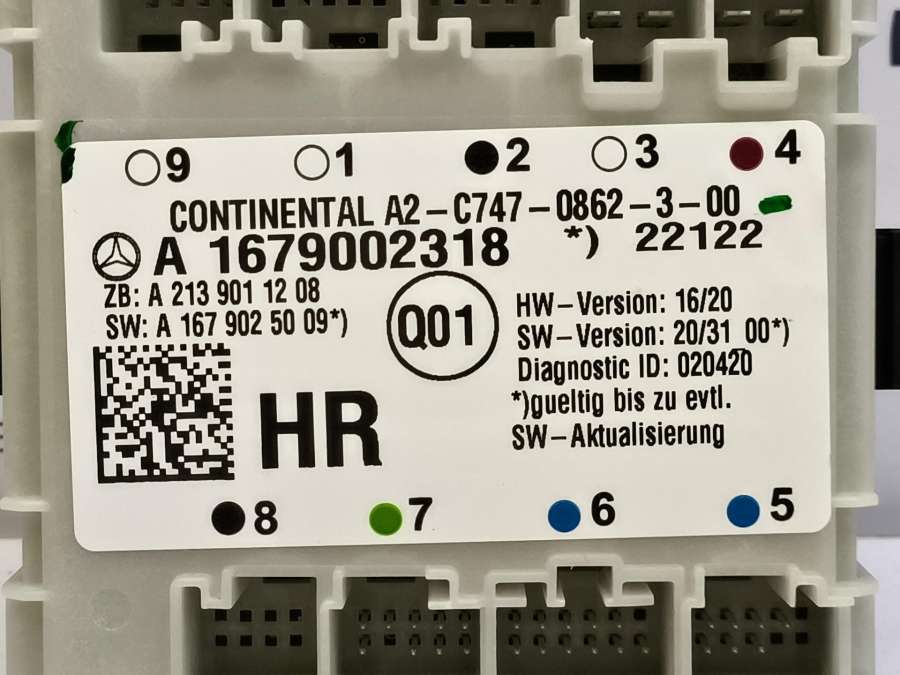 9 1 2 3 4
CONTINENTAL A2-C747-0862-3-00
A 1679002318 *) 22122
ZB: A 213 901 12 08
SW: A 167 902 50 09*)
Q01
HW-Version: 16/20
SW-Version: 20/31 00*)
Diagnostic ID: 020420
*)gueltig bis zu evtl.
SW-Aktualisierung
HR
8 7 6 5